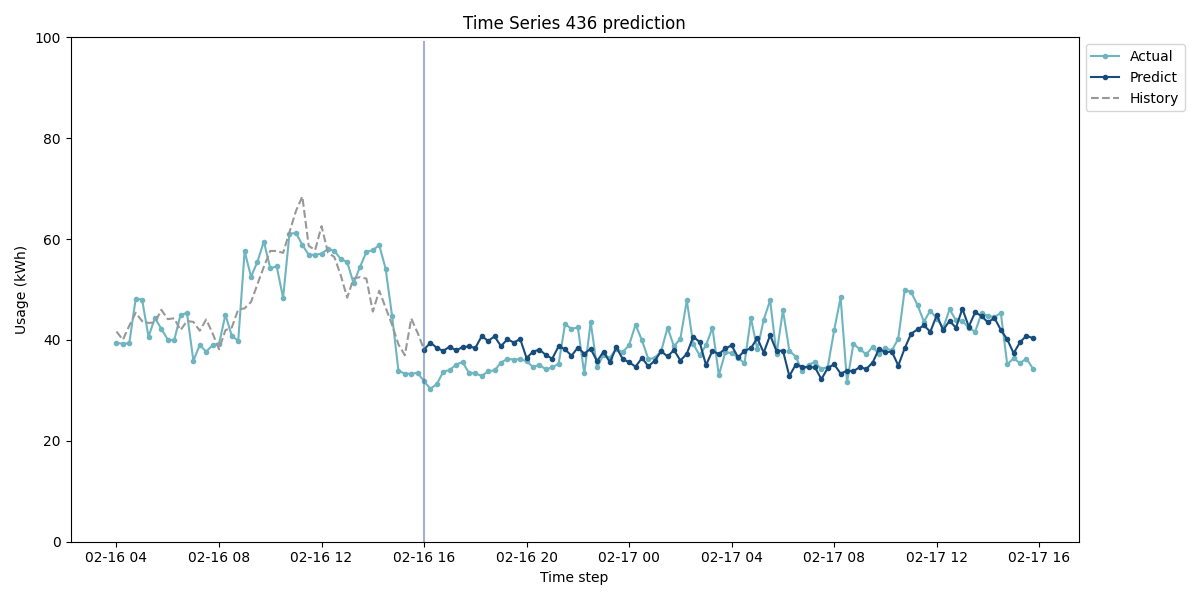 Time Series 436 prediction
Usage (kWh)
100
80
60
40
20
0
02-16 04
02-16 08
02-16 12
02-16 16
02-16 20
02-17 00
02-17 04
02-17 08
02-17 12
02-17 16
Time step
Actual
Predict
History